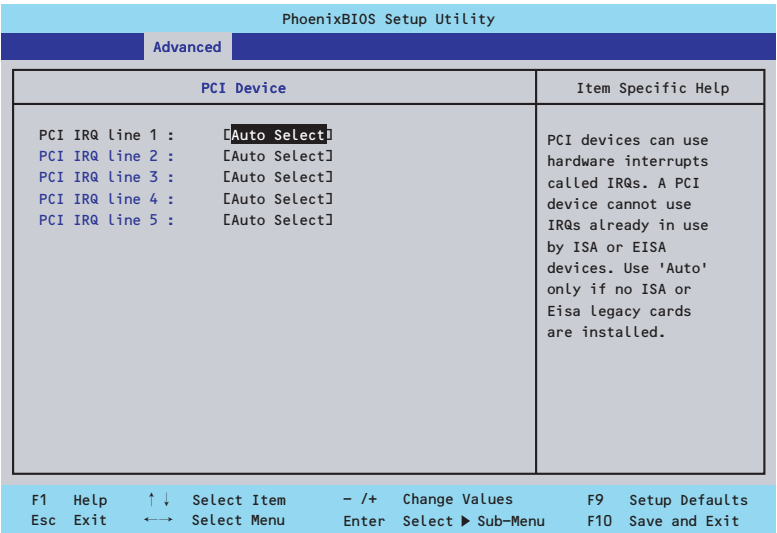 PhoenixBIOS Setup Utility
Advanced
PCI Device
PCI IRQ line 1 : [Auto Select]
PCI IRQ line 2 : [Auto Select]
PCI IRQ line 3 : [Auto Select]
PCI IRQ line 4 : [Auto Select]
PCI IRQ line 5 : [Auto Select]
Item Specific Help
PCI devices can use
hardware interrupts
called IRQs. A PCI
device cannot use
IRQs already in use
by ISA or EISA
devices. Use 'Auto'
only if no ISA or
Eisa legacy cards
are installed.
F1 Help ↑↓ Select Item - /+ Change Values F9 Setup Defaults
Esc Exit ←→ Select Menu Enter Select ▶ Sub-Menu F10 Save and Exit